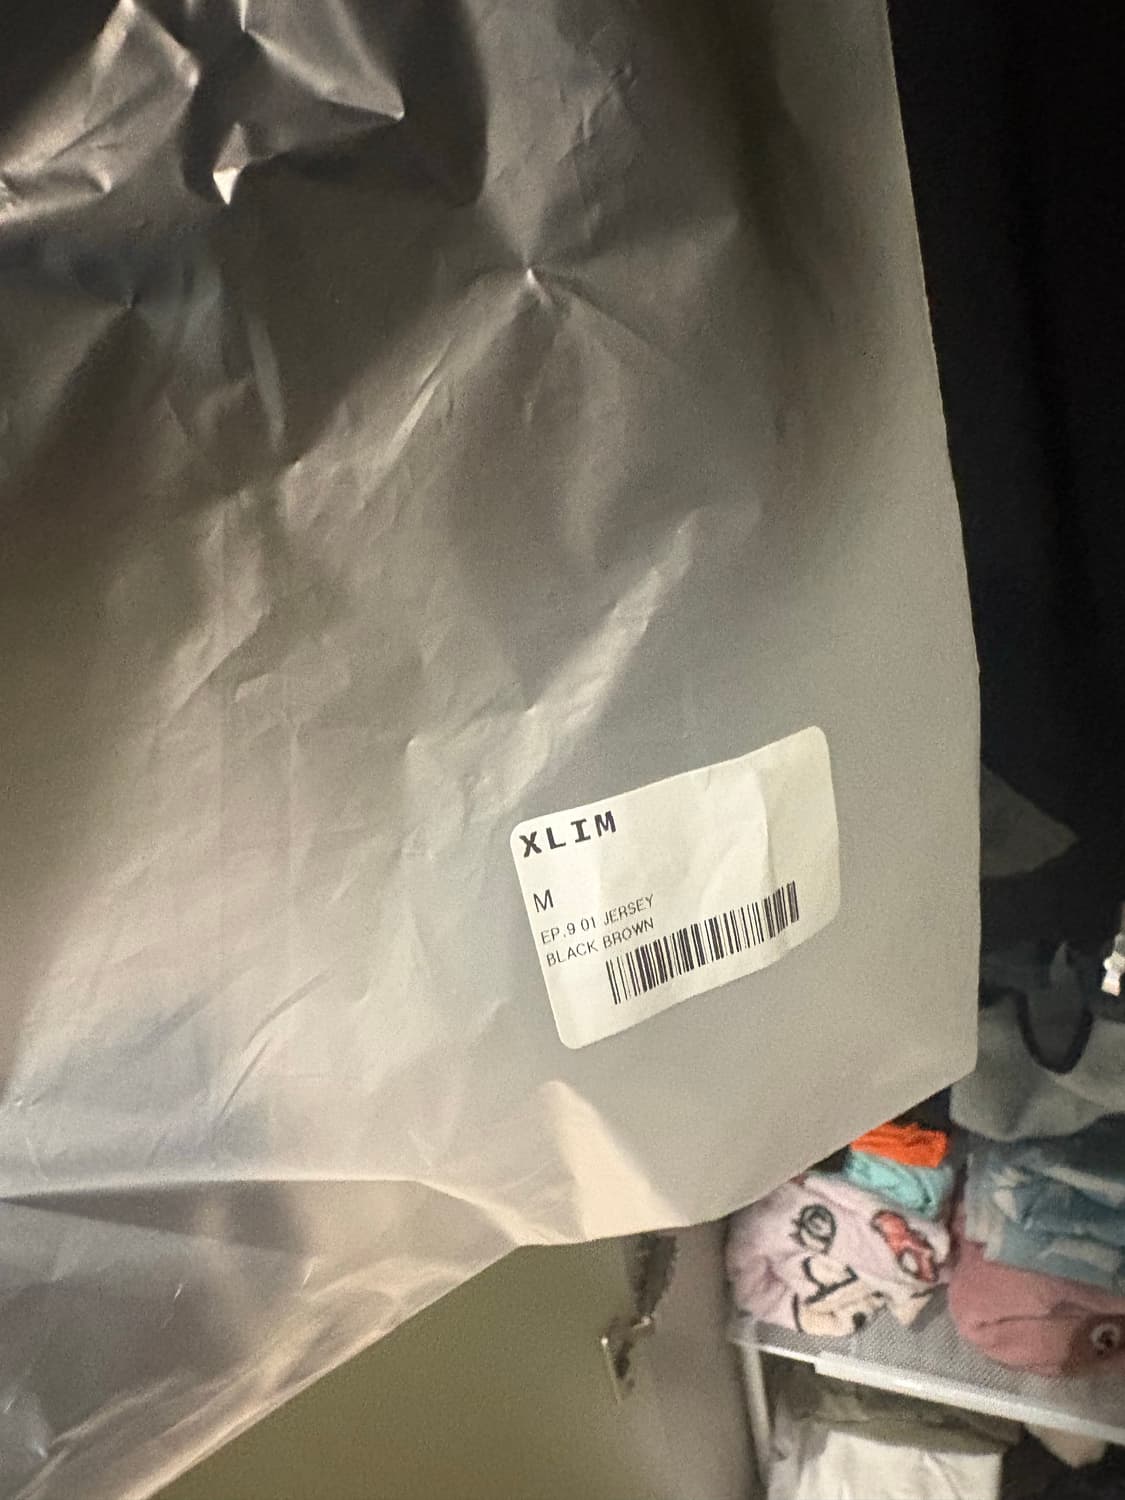 XLIM
M
EP.9 01 JERSEY
BLACK BROWN